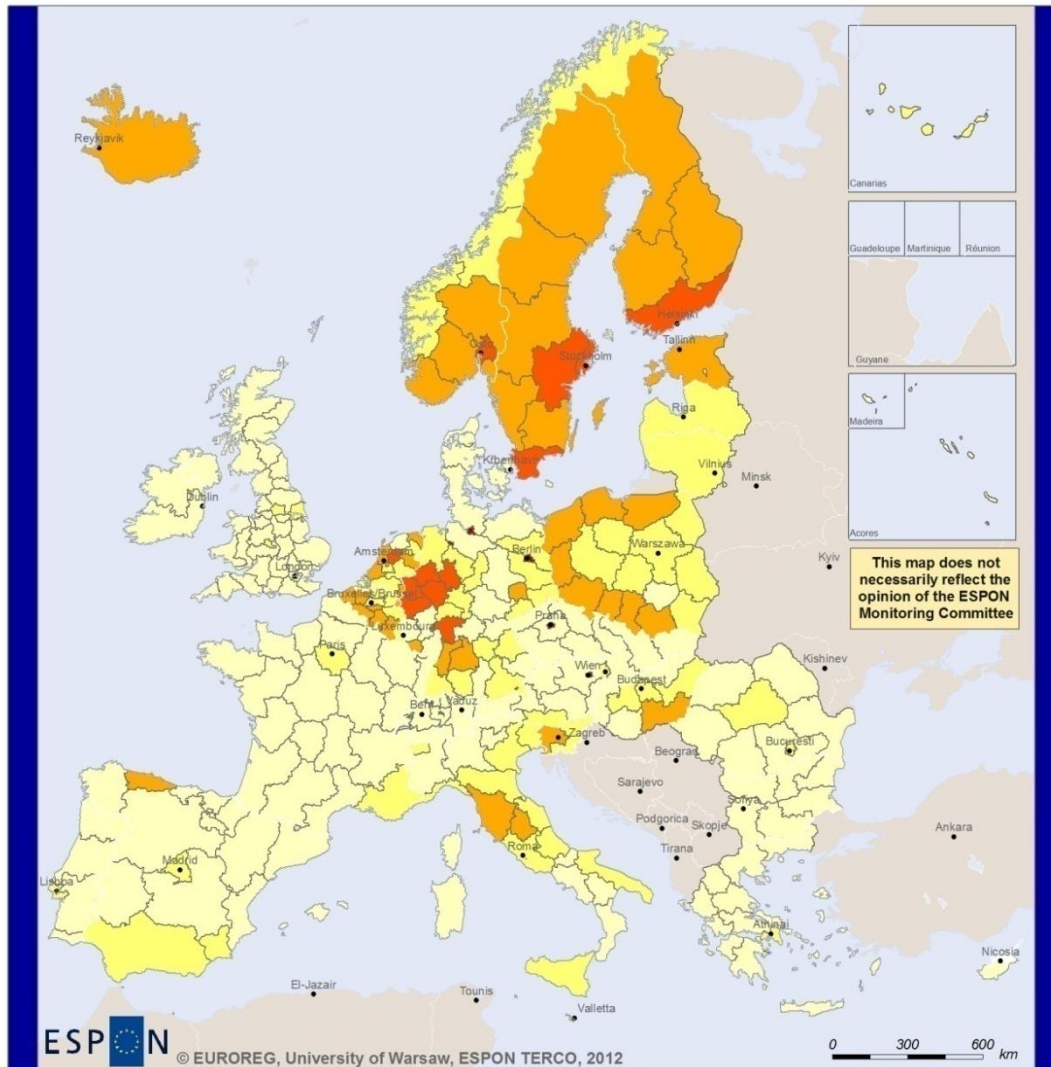 Reykjavík
Canarias
Guadeloupe
Martinique
Réunion
Guyane
Madeira
Acores
Helsinki
Oslo
Tallinn
Stockholm
Riga
København
Vilnius
Minsk
Dublin
Amsterdam
Berlin
Warszawa
London
Kyiv
Bruxelles/Brussel
Luxembourg
Praha
Paris
Kishinev
Wien
Budapest
Bern
Vaduz
Zagreb
Bucuresti
Beograd
Sarajevo
Sofiya
Podgorica
Skopje
Ankara
Tirana
Roma
Madrid
Lisboa
Athinai
Nicosia
El-Jazair
Tounis
Valletta
This map does not
necessarily reflect the
opinion of the ESPON
Monitoring Committee
ESPON
© EUROREG, University of Warsaw, ESPON TERCO, 2012
0 300 600
km